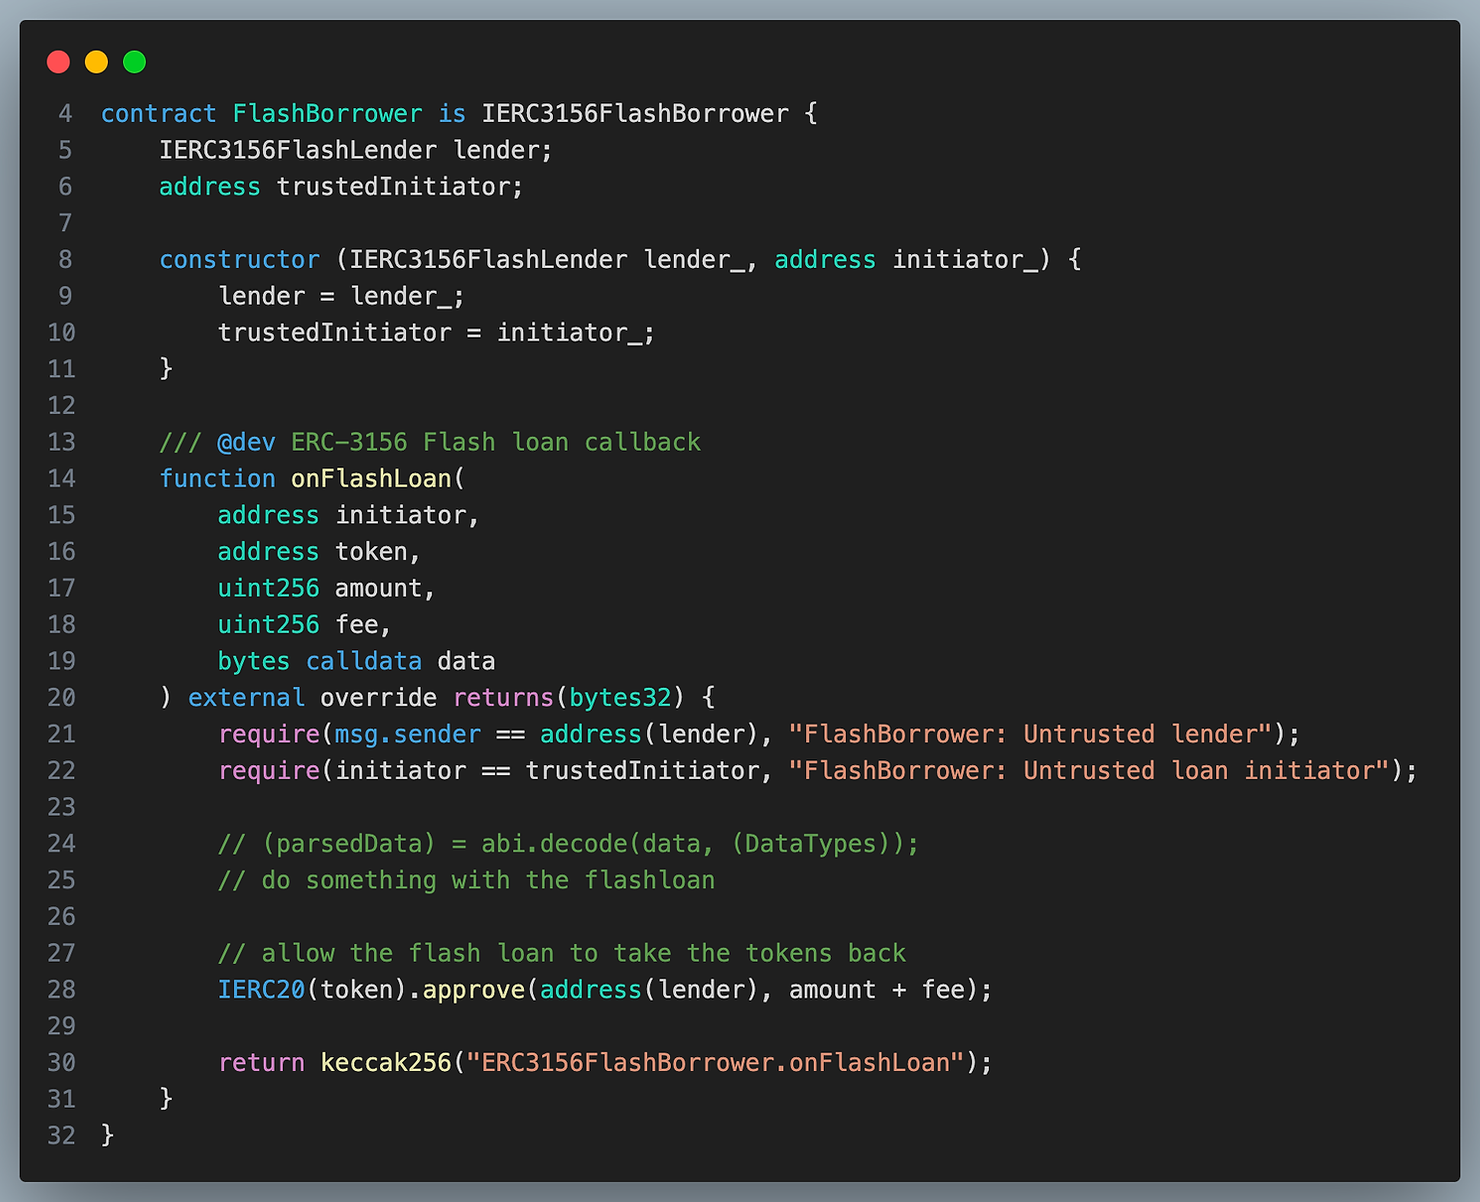 4 contract FlashBorrower is IERC3156FlashBorrower {
5 IERC3156FlashLender lender;
6 address trustedInitiator;
7
8 constructor (IERC3156FlashLender lender_, address initiator_) {
9 lender = lender_;
10 trustedInitiator = initiator_;
11 }
12
13 /// @dev ERC-3156 Flash loan callback
14 function onFlashLoan(
15 address initiator,
16 address token,
17 uint256 amount,
18 uint256 fee,
19 bytes calldata data
20 ) external override returns(bytes32) {
21 require(msg.sender == address(lender), "FlashBorrower: Untrusted lender");
22 require(initiator == trustedInitiator, "FlashBorrower: Untrusted loan initiator");
23
24 // (parsedData) = abi.decode(data, (DataTypes));
25 // do something with the flashloan
26
27 // allow the flash loan to take the tokens back
28 IERC20(token).approve(address(lender), amount + fee);
29
30 return keccak256("ERC3156FlashBorrower.onFlashLoan");
31 }
32 }